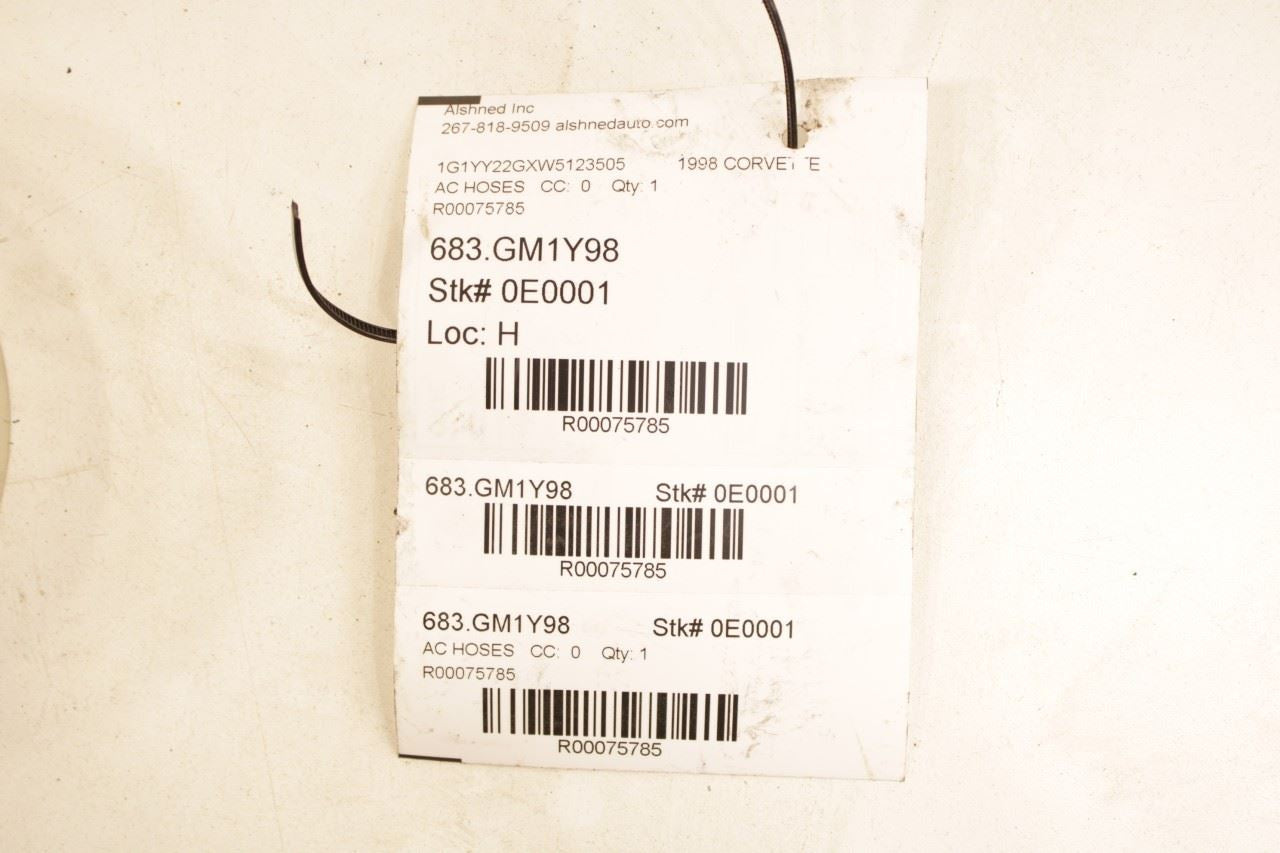 Alshned Inc
267-818-9509 alshnedauto.com
1G1YY22GXW5123505 1998 CORVETTE
AC HOSES CC: 0 Qty: 1
R00075785
683.GM1Y98
Stk# 0E0001
Loc: H
R00075785
683.GM1Y98 Stk# 0E0001
R00075785
683.GM1Y98 Stk# 0E0001
AC HOSES CC: 0 Qty: 1
R00075785
R00075785